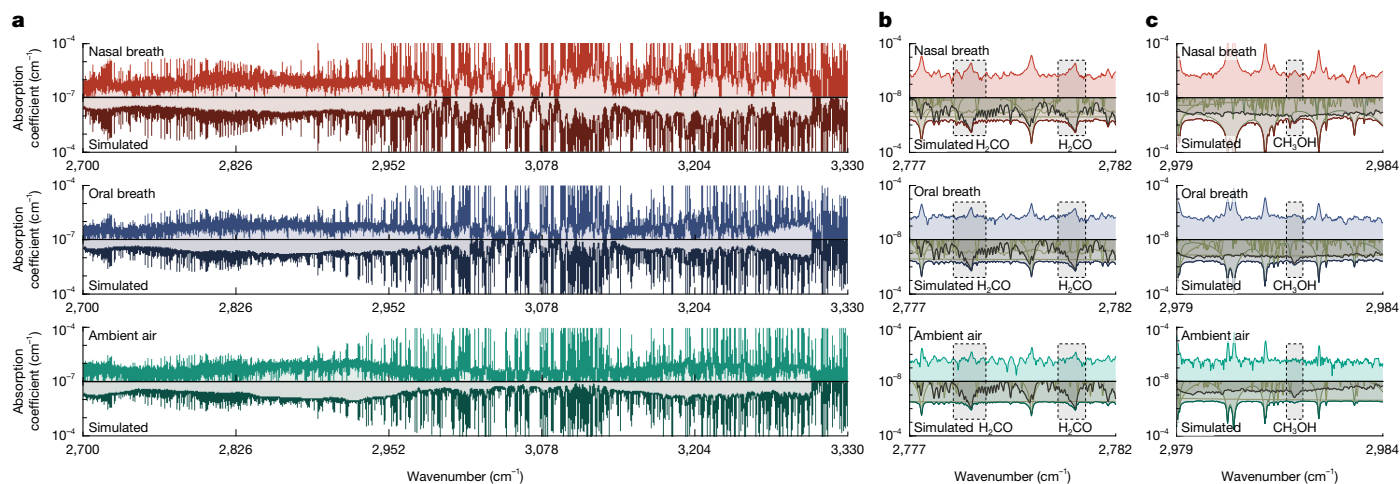 a
b
c
Absorption
coefficient (cm⁻¹)
10⁻⁴
10⁻⁷
10⁻⁴
Nasal breath
Simulated
2,700
2,826
2,952
3,078
3,204
3,330
Absorption
coefficient (cm⁻¹)
10⁻⁴
10⁻⁷
10⁻⁴
Oral breath
Simulated
2,700
2,826
2,952
3,078
3,204
3,330
Absorption
coefficient (cm⁻¹)
10⁻⁴
10⁻⁷
10⁻⁴
Ambient air
Simulated
2,700
2,826
2,952
3,078
3,204
3,330
Wavenumber (cm⁻¹)
10⁻⁴
10⁻⁸
10⁻⁴
Nasal breath
Simulated H₂CO
H₂CO
2,777
2,782
10⁻⁴
10⁻⁸
10⁻⁴
Oral breath
Simulated H₂CO
H₂CO
2,777
2,782
10⁻⁴
10⁻⁸
10⁻⁴
Ambient air
Simulated H₂CO
H₂CO
2,777
2,782
Wavenumber (cm⁻¹)
10⁻⁴
10⁻⁸
10⁻⁴
Nasal breath
Simulated
CH₃OH
2,979
2,984
10⁻⁴
10⁻⁸
10⁻⁴
Oral breath
Simulated
CH₃OH
2,979
2,984
10⁻⁴
10⁻⁸
10⁻⁴
Ambient air
Simulated
CH₃OH
2,979
2,984
Wavenumber (cm⁻¹)